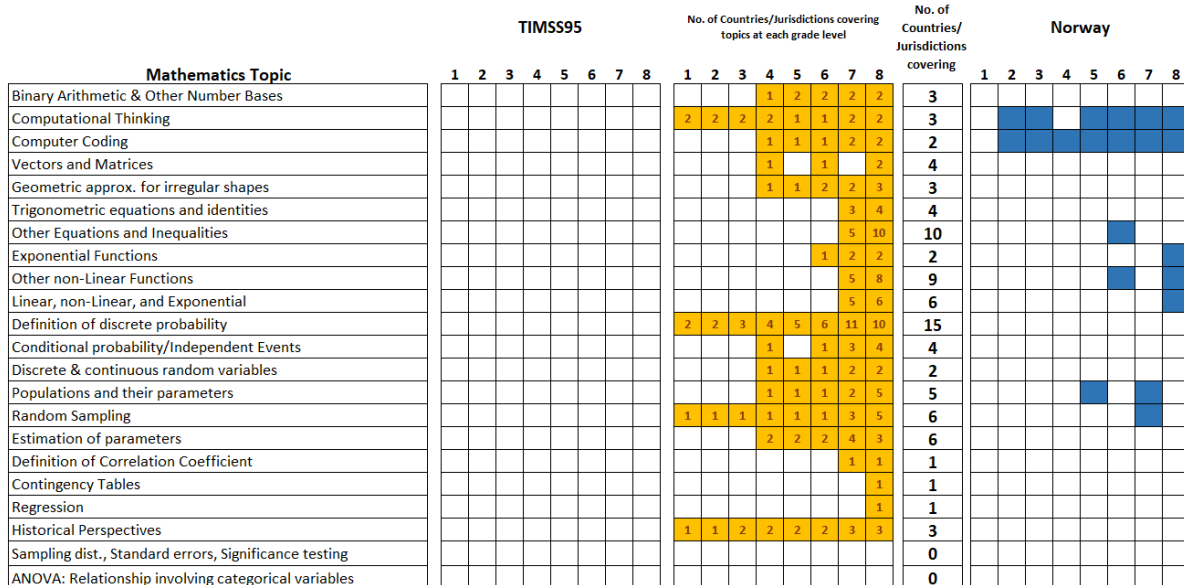 TIMSS95
No. of Countries/Jurisdictions covering
topics at each grade level
No. of
Countries/
Jurisdictions
covering
Norway
Mathematics Topic 1 2 3 4 5 6 7 8 1 2 3 4 5 6 7 8 1 2 3 4 5 6 7 8
Binary Arithmetic & Other Number Bases 1 2 2 2 2 3
Computational Thinking 2 2 2 2 1 1 2 2 3
Computer Coding 1 1 1 2 2 2
Vectors and Matrices 1 1 2 4
Geometric approx. for irregular shapes 1 1 2 2 3 3
Trigonometric equations and identities 3 4 4
Other Equations and Inequalities 5 10 10
Exponential Functions 1 2 2 2
Other non-Linear Functions 5 8 9
Linear, non-Linear, and Exponential 5 6 6
Definition of discrete probability 2 2 3 4 5 6 11 10 15
Conditional probability/Independent Events 1 1 3 4 4
Discrete & continuous random variables 1 1 1 2 2 2
Populations and their parameters 1 1 1 2 5 5
Random Sampling 1 1 1 1 1 1 3 5 6
Estimation of parameters 2 2 2 4 3 6
Definition of Correlation Coefficient 1 1 1
Contingency Tables 1 1
Regression 1 1
Historical Perspectives 1 1 2 2 2 2 3 3 3
Sampling dist., Standard errors, Significance testing 0
ANOVA: Relationship involving categorical variables 0